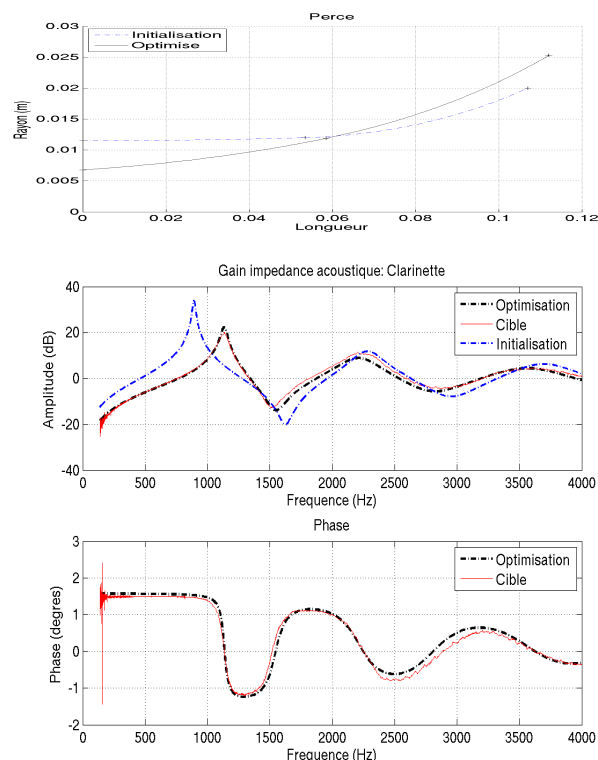 Perce
Initialisation
Optimise
Rayon (m)
0.03
0.025
0.02
0.015
0.01
0.005
0
0 0.02 0.04 0.06 0.08 0.1 0.12
Longueur
Gain impedance acoustique: Clarinette
Optimisation
Cible
Initialisation
Amplitude (dB)
40
20
0
-20
-40
0 500 1000 1500 2000 2500 3000 3500 4000
Frequence (Hz)
Phase
Optimisation
Cible
Phase (degres)
3
2
1
0
-1
-2
0 500 1000 1500 2000 2500 3000 3500 4000
Frequence (Hz)